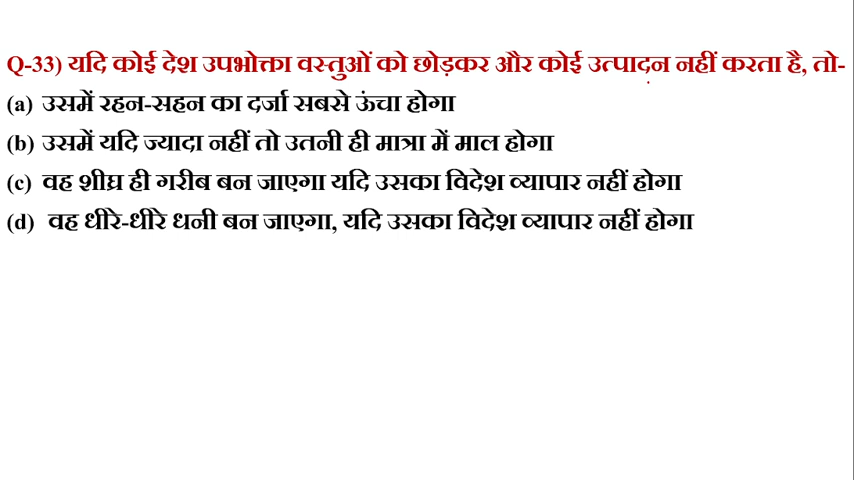 Q-33) यदि कोई देश उपभोक्ता वस्तुओं को छोड़कर और कोई उत्पादन नहीं करता है, तो-
(a) उसमें रहन-सहन का दर्जा सबसे ऊंचा होगा
(b) उसमें यदि ज्यादा नहीं तो उतनी ही मात्रा में माल होगा
(c) वह शीघ्र ही गरीब बन जाएगा यदि उसका विदेश व्यापार नहीं होगा
(d) वह धीरे-धीरे धनी बन जाएगा, यदि उसका विदेश व्यापार नहीं होगा